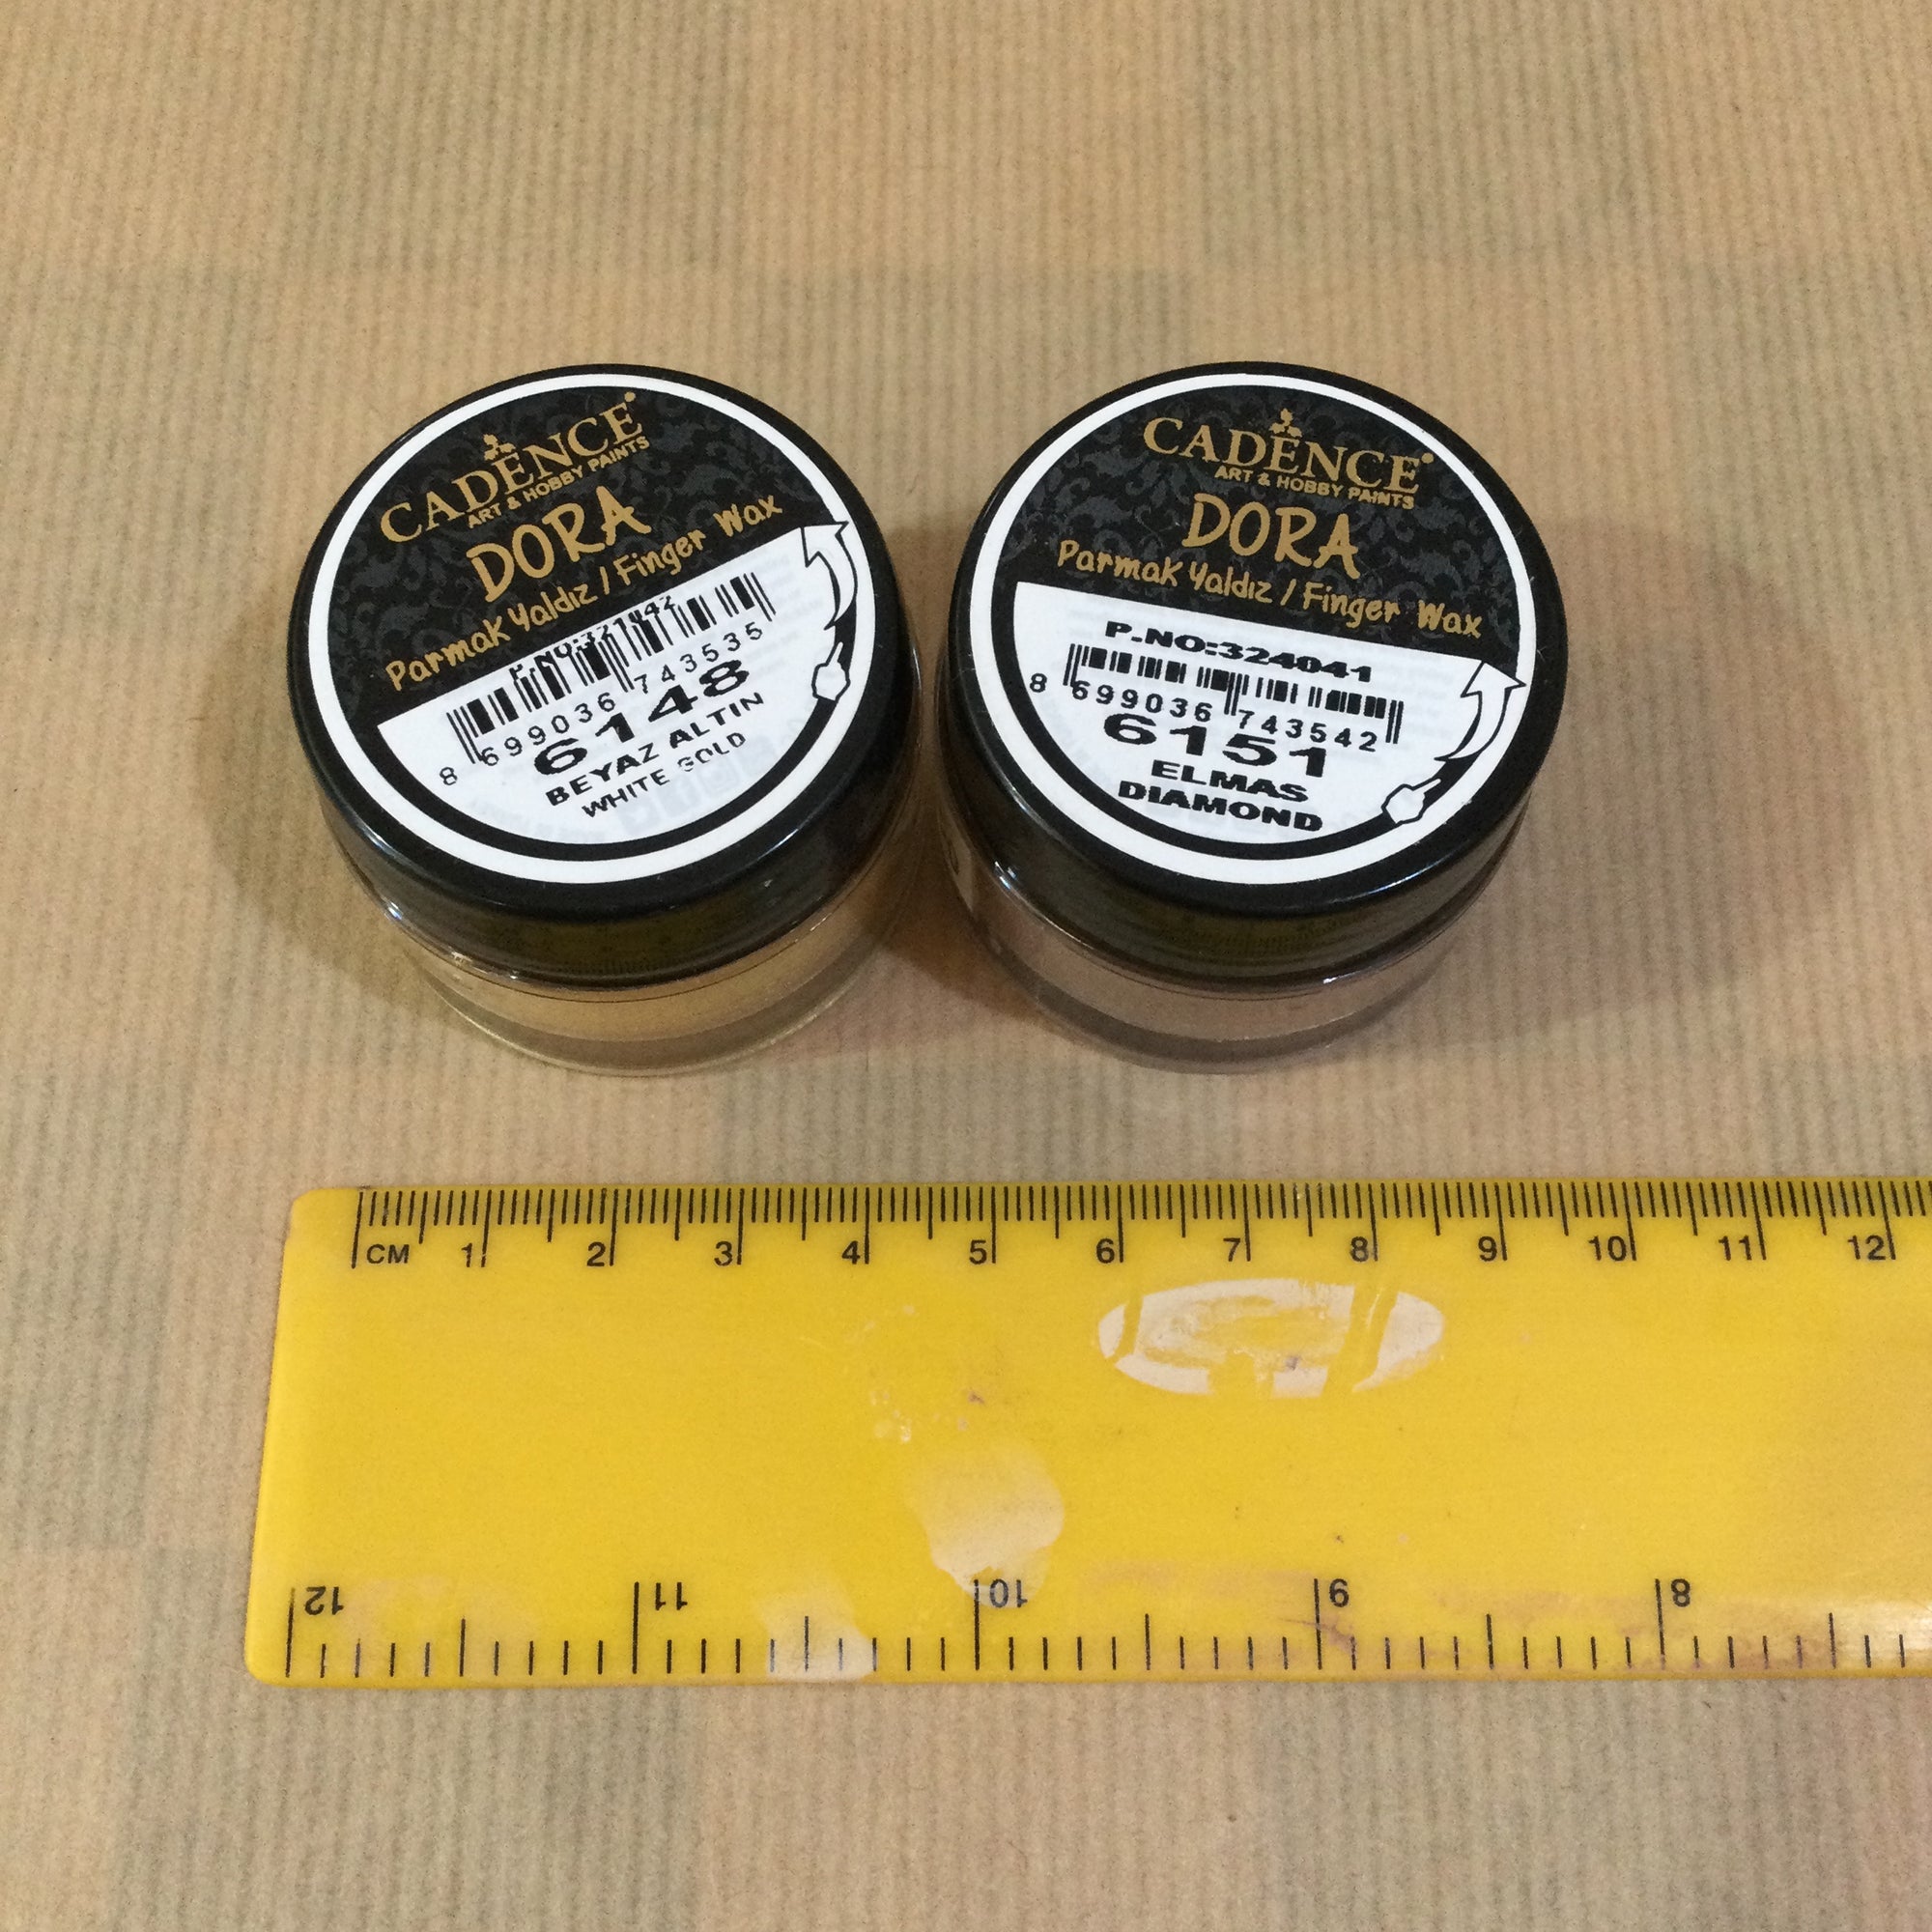 CADENCE
ART & HOBBY PAINTS
DORA
Parmak Yaldız / Finger Wax
8 699036 743535
6148
BEYAZ ALTIN
WHITE GOLD
CADENCE
ART & HOBBY PAINTS
DORA
Parmak Yaldız / Finger Wax
P.NO:324041
8 699036 743542
6151
ELMAS
DIAMOND
CM 1 2 3 4 5 6 7 8 9 10 11 12
12 11 10 9 8